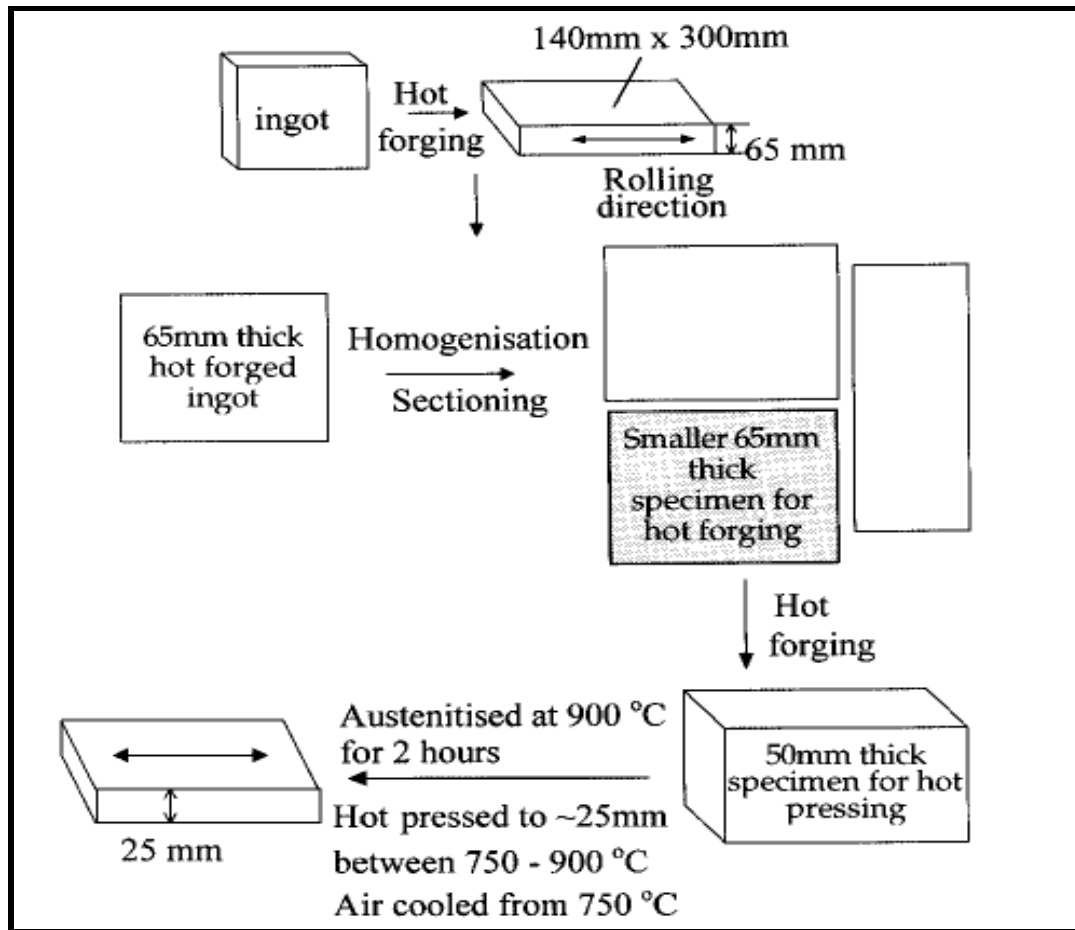 140mm x 300mm
ingot
Hot
forging
65 mm
Rolling
direction
65mm thick
hot forged
ingot
Homogenisation
Sectioning
Smaller 65mm
thick
specimen for
hot forging
Hot
forging
50mm thick
specimen for hot
pressing
Austenitised at 900 °C
for 2 hours
Hot pressed to ~25mm
between 750 - 900 °C
Air cooled from 750 °C
25 mm